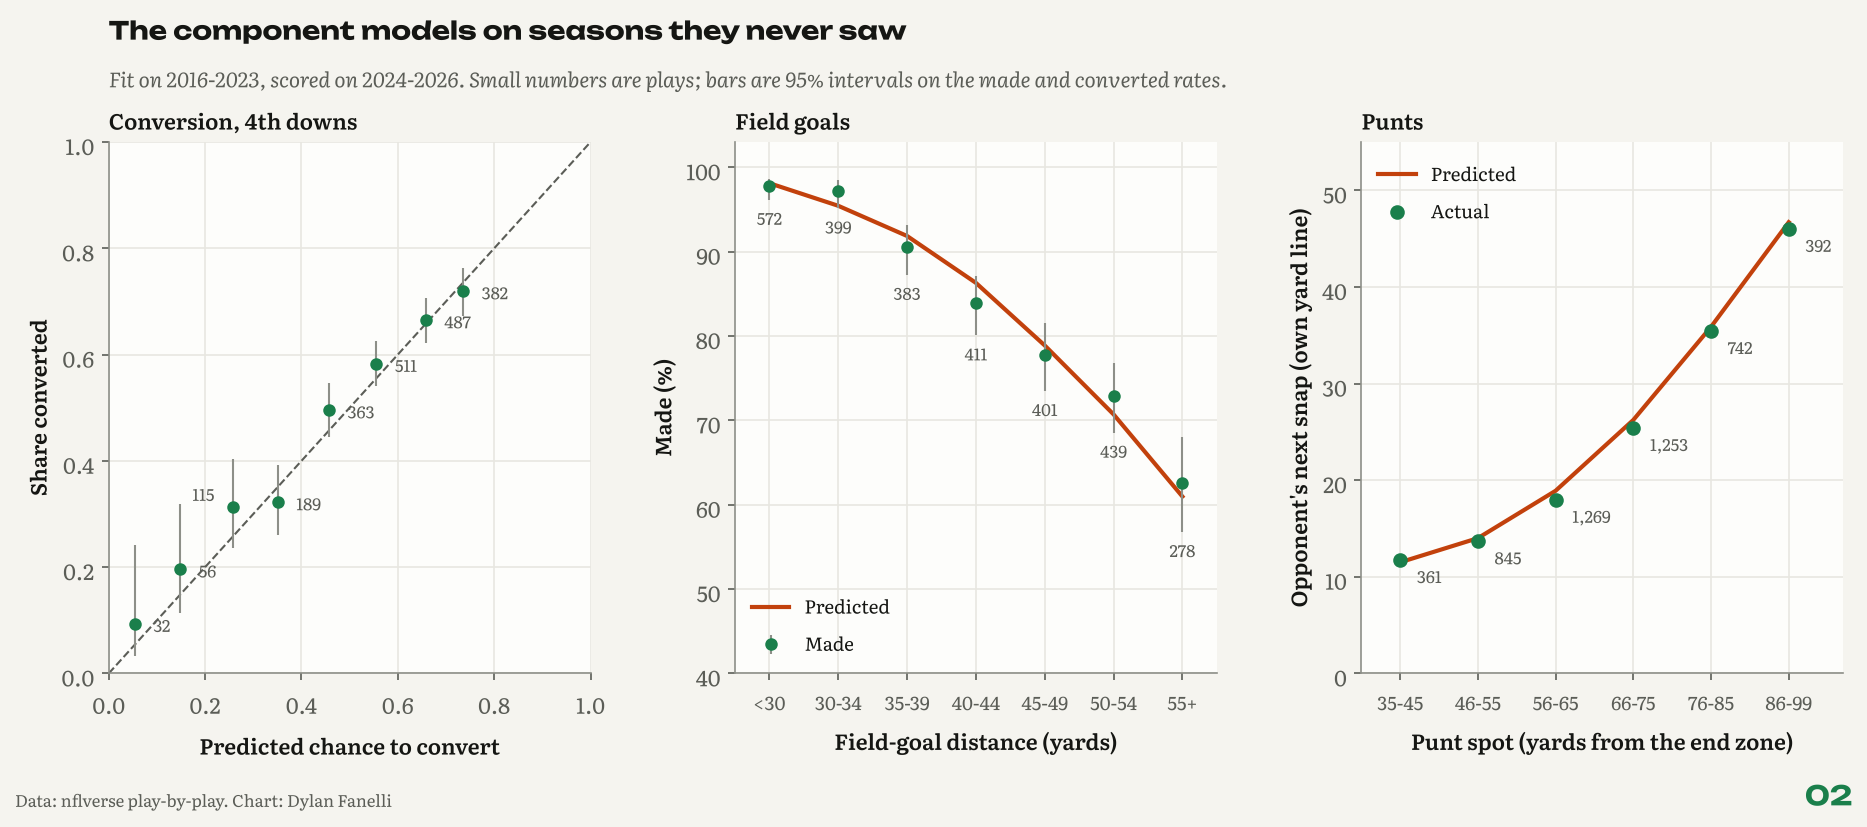 The component models on seasons they never saw
Fit on 2016-2023, scored on 2024-2026. Small numbers are plays; bars are 95% intervals on the made and converted rates.
Conversion, 4th downs
1.0
0.8
0.6
0.4
0.2
0.0
0.0 0.2 0.4 0.6 0.8 1.0
Share converted
Predicted chance to convert
32
56
115
189
363
511
487
382
Field goals
100
90
80
70
60
50
40
<30 30-34 35-39 40-44 45-49 50-54 55+
Made (%)
Field-goal distance (yards)
572
399
383
411
401
439
278
Predicted
Made
Punts
Predicted
Actual
50
40
30
20
10
0
35-45 46-55 56-65 66-75 76-85 86-99
Opponent's next snap (own yard line)
Punt spot (yards from the end zone)
361
845
1,269
1,253
742
392
Data: nflverse play-by-play. Chart: Dylan Fanelli
02